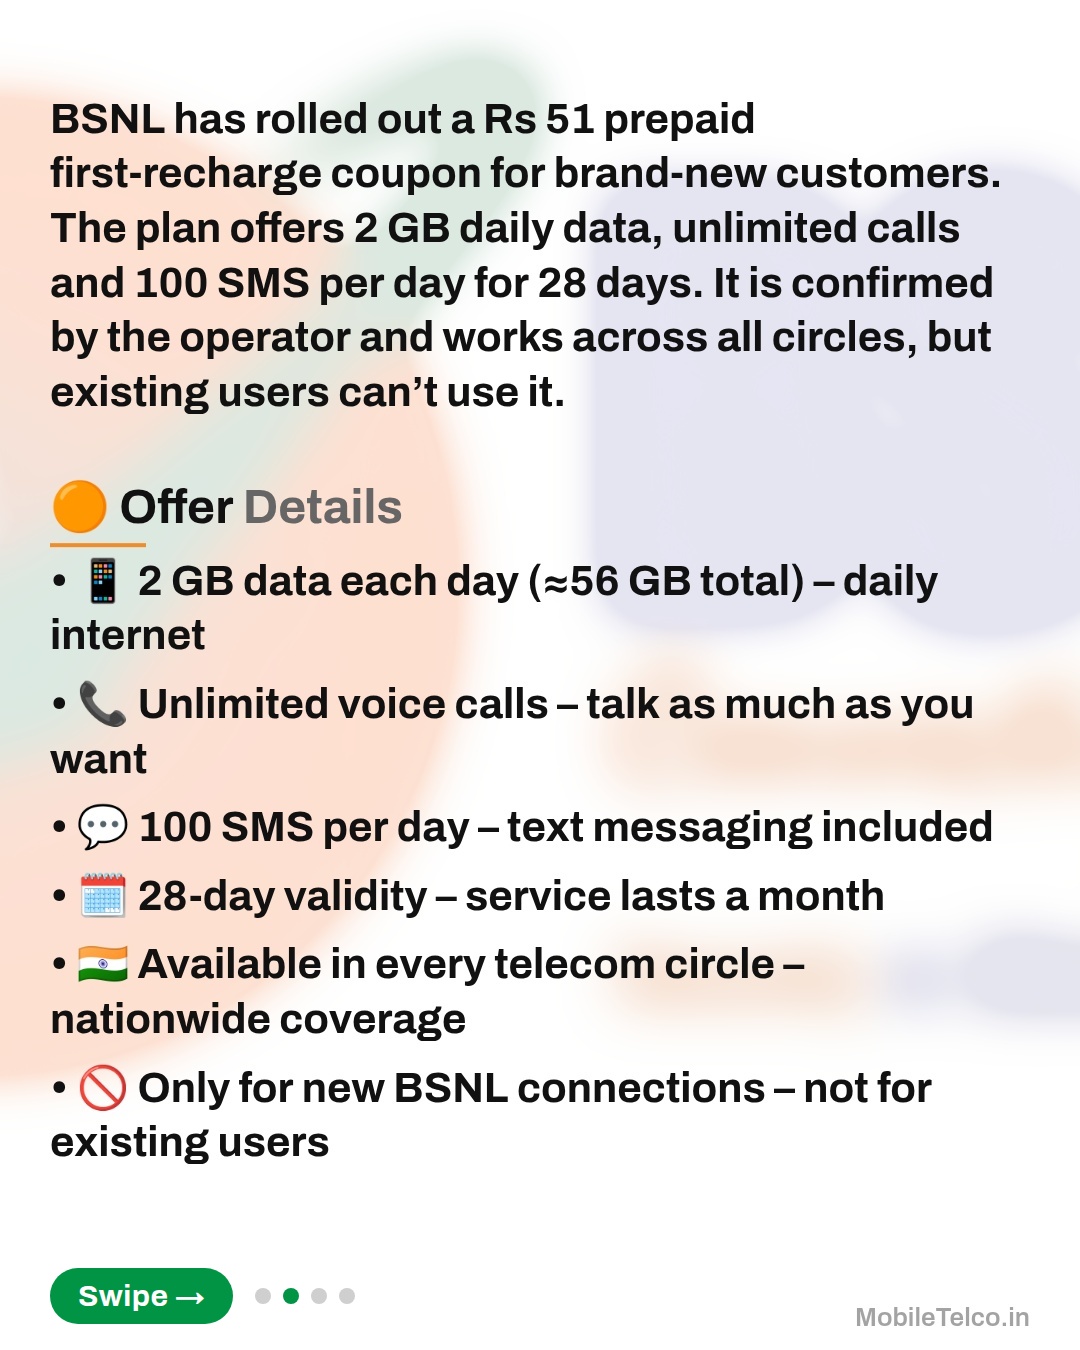 BSNL has rolled out a Rs 51 prepaid
first-recharge coupon for brand-new customers.
The plan offers 2 GB daily data, unlimited calls
and 100 SMS per day for 28 days. It is confirmed
by the operator and works across all circles, but
existing users can’t use it.
🟠 Offer Details
• 📱 2 GB data each day (≈56 GB total) – daily
internet
• 📞 Unlimited voice calls – talk as much as you
want
• 💬 100 SMS per day – text messaging included
• 🗓️ 28-day validity – service lasts a month
• 🇮🇳 Available in every telecom circle –
nationwide coverage
• 🚫 Only for new BSNL connections – not for
existing users
Swipe →
MobileTelco.in